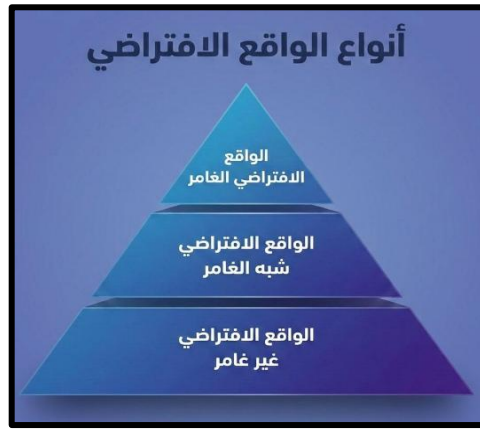 أنواع الواقع الافتراضي
الواقع
الافتراضي الغامر
الواقع الافتراضي
شبه الغامر
الواقع الافتراضي
غير غامر